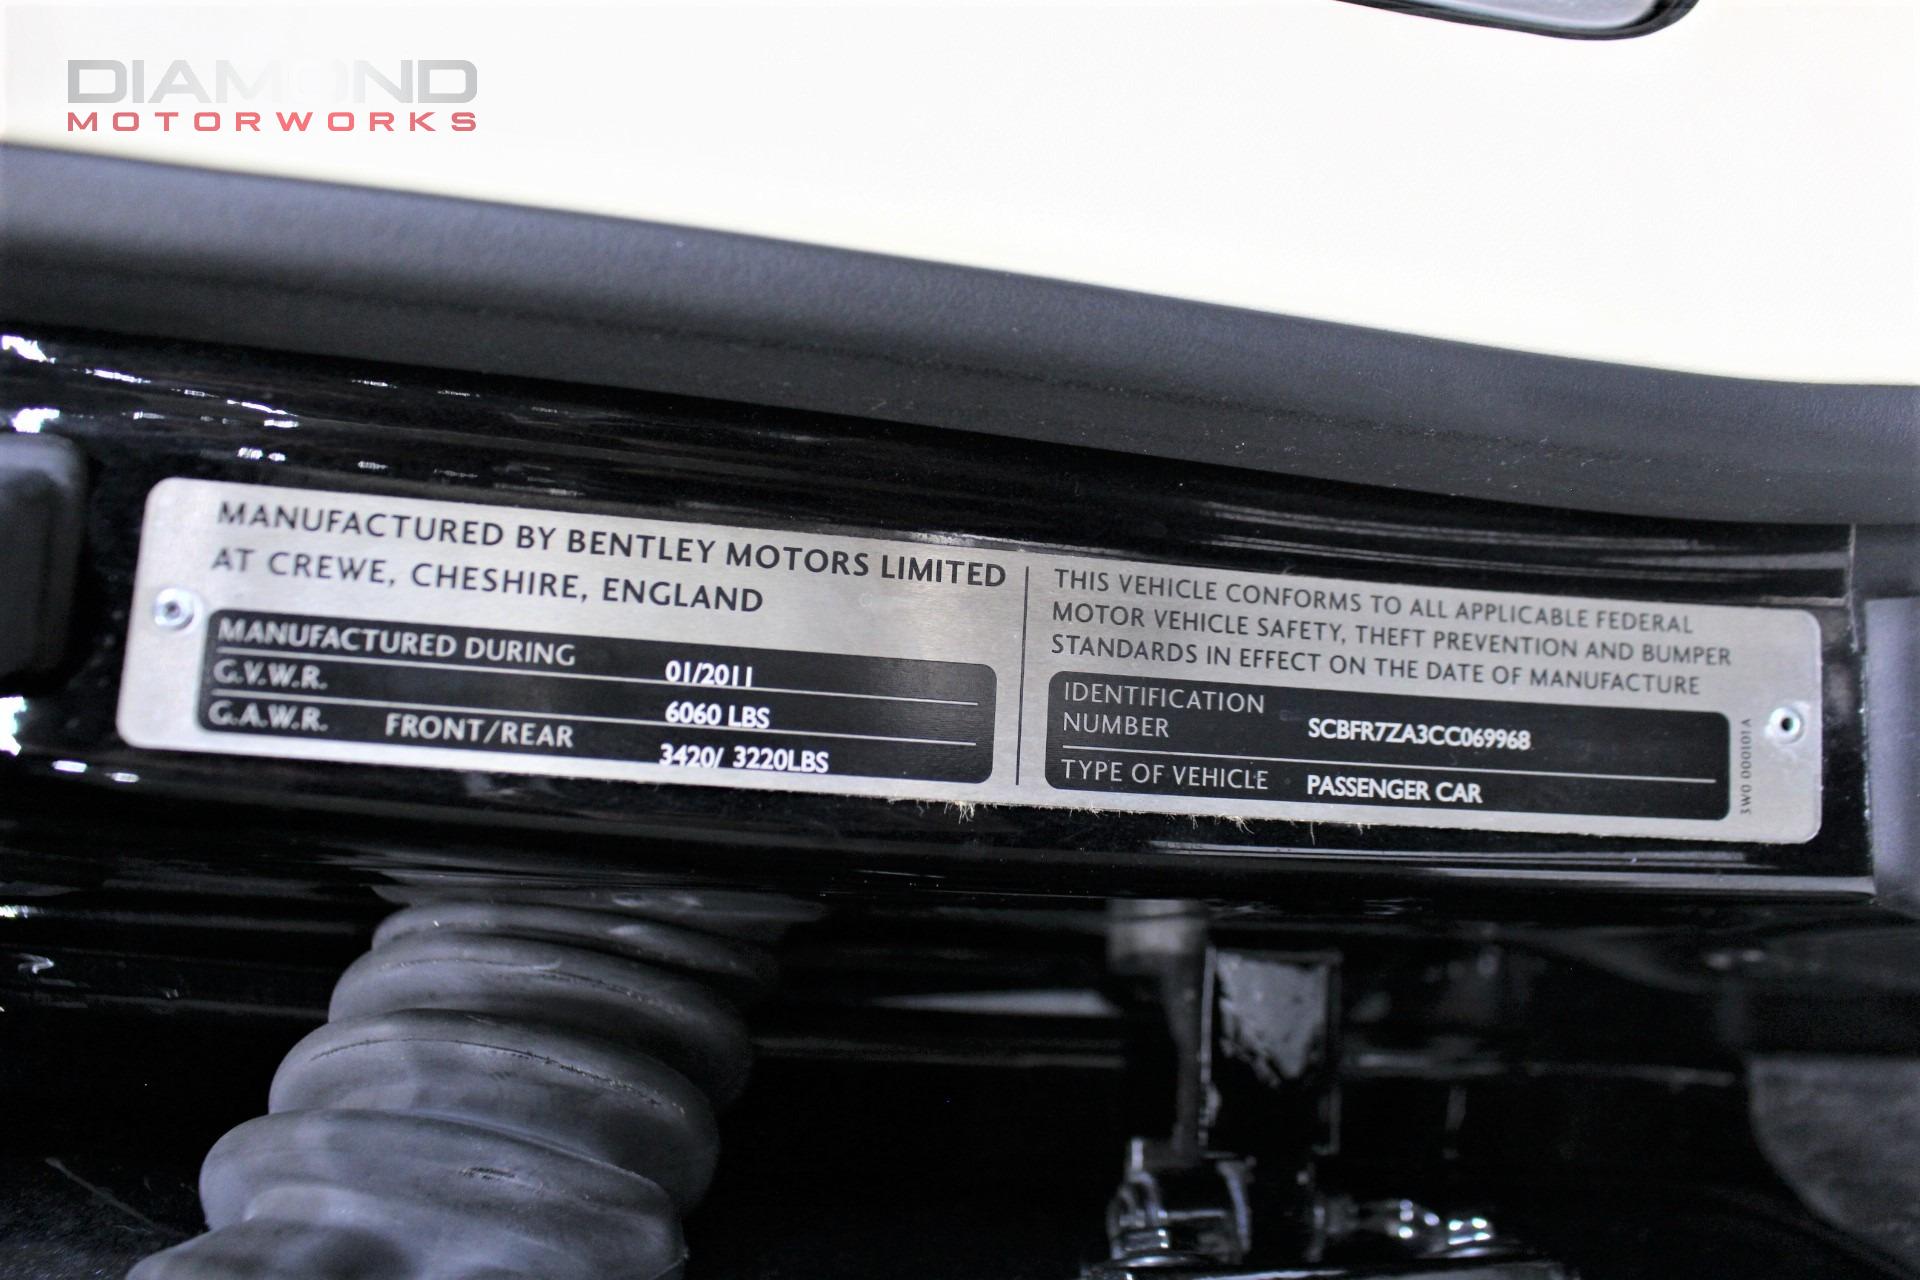 DIAMOND
MOTORWORKS
MANUFACTURED BY BENTLEY MOTORS LIMITED
AT CREWE, CHESHIRE, ENGLAND
MANUFACTURED DURING 01/2011
G.V.W.R. 6060 LBS
G.A.W.R. FRONT/REAR 3420/ 3220LBS
THIS VEHICLE CONFORMS TO ALL APPLICABLE FEDERAL
MOTOR VEHICLE SAFETY, THEFT PREVENTION AND BUMPER
STANDARDS IN EFFECT ON THE DATE OF MANUFACTURE
IDENTIFICATION
NUMBER SCBFR7ZA3CC069968
TYPE OF VEHICLE PASSENGER CAR
3W0 000101A